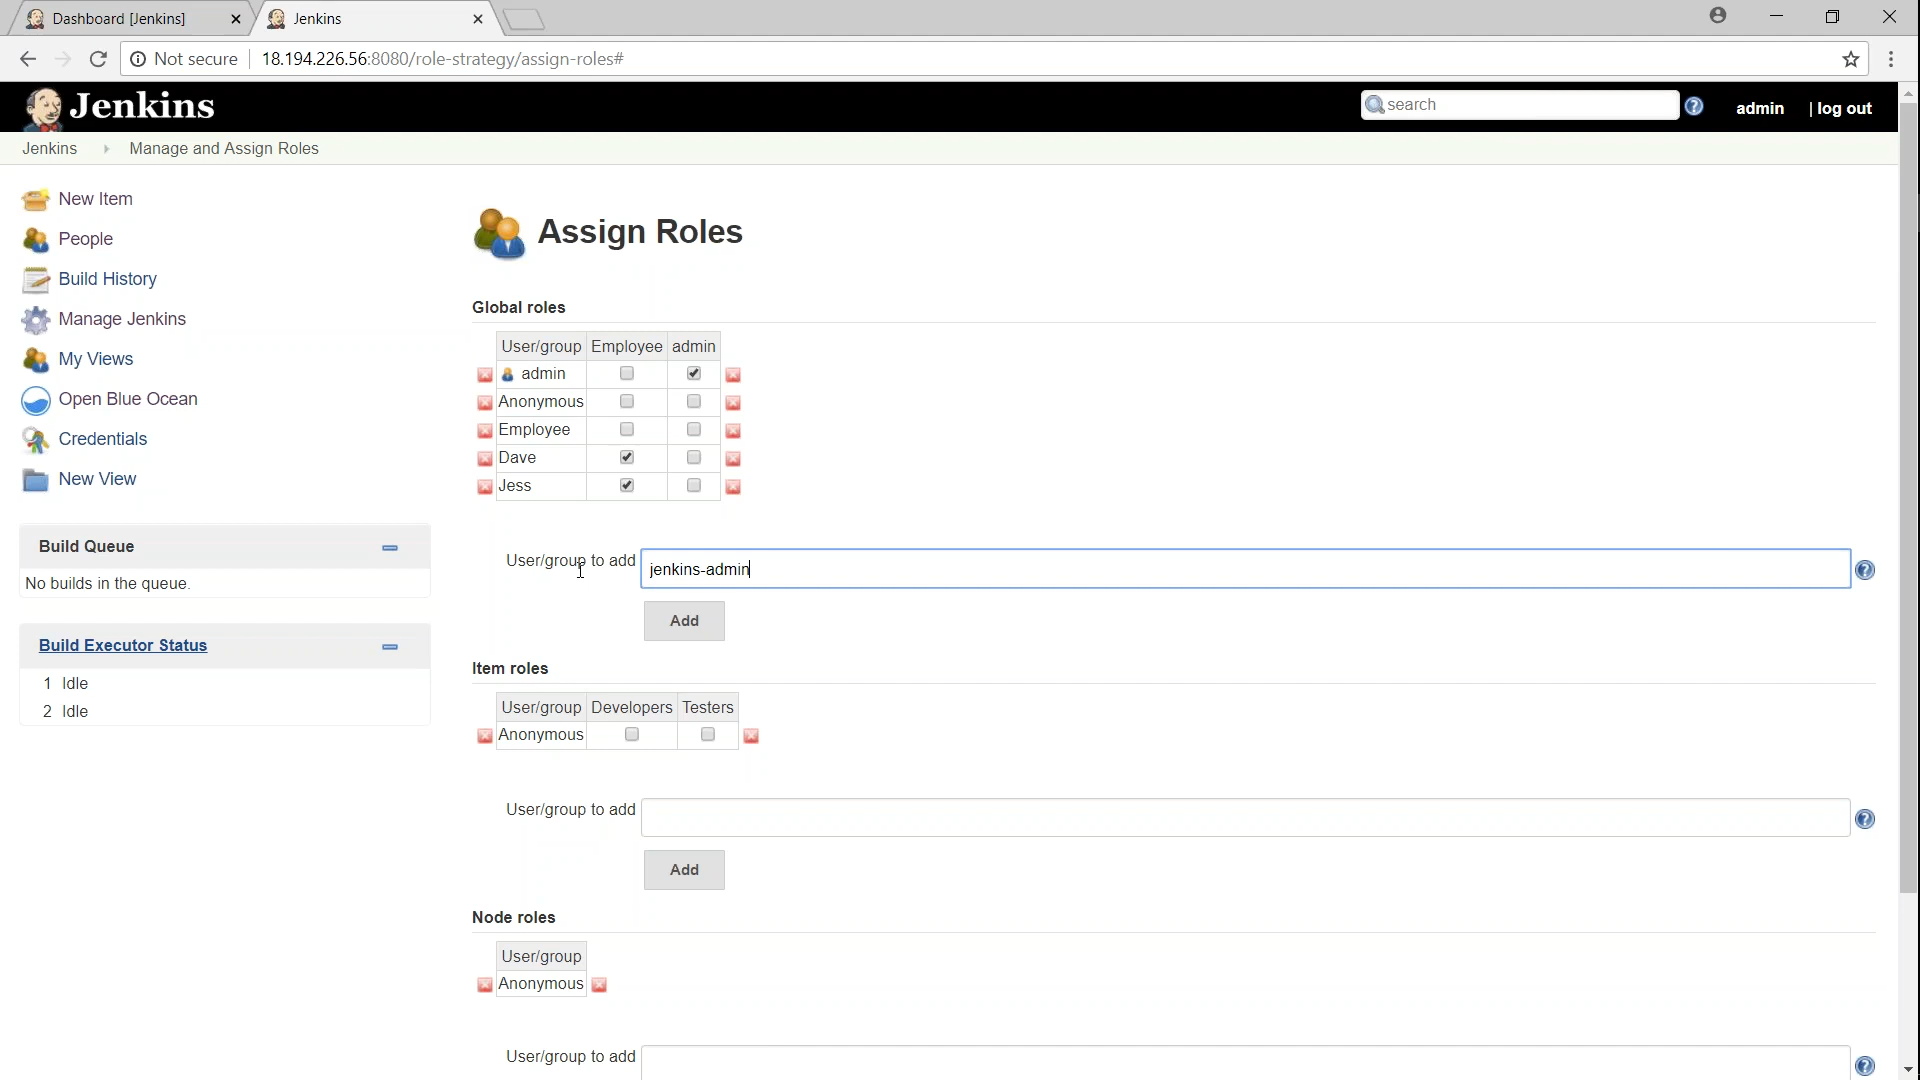 Dashboard [Jenkins]
Jenkins
Not secure
18.194.226.56:8080/role-strategy/assign-roles#
Jenkins
search
admin
| log out
Jenkins
Manage and Assign Roles
New Item
People
Build History
Manage Jenkins
My Views
Open Blue Ocean
Credentials
New View
Build Queue
No builds in the queue.
Build Executor Status
1 Idle
2 Idle
Assign Roles
Global roles
User/group Employee admin
admin
Anonymous
Employee
Dave
Jess
User/group to add
jenkins-admin
Add
Item roles
User/group Developers Testers
Anonymous
User/group to add
Add
Node roles
User/group
Anonymous
User/group to add